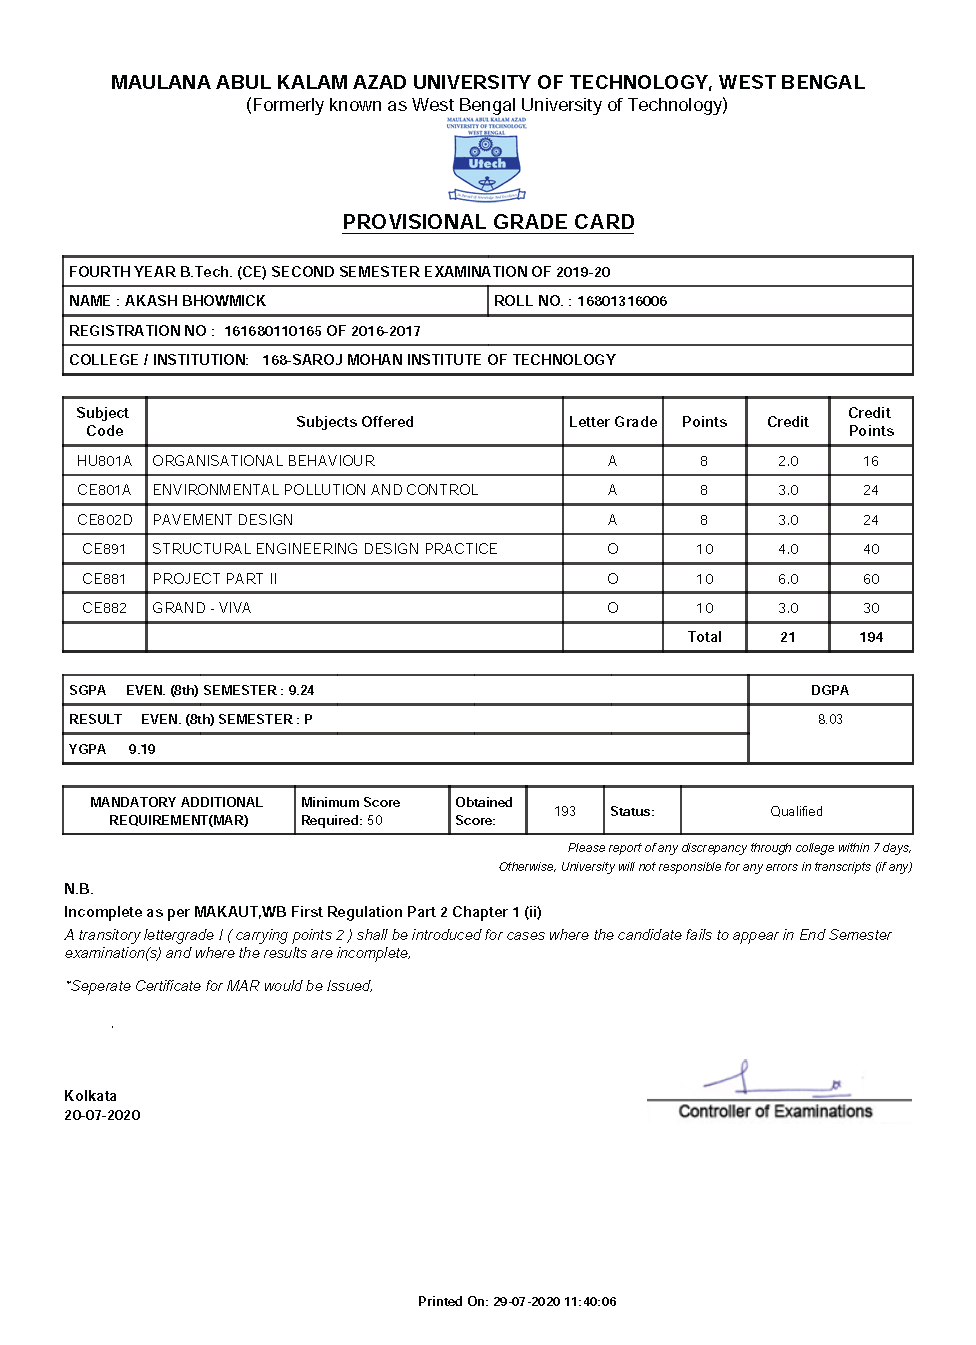 MAULANA ABUL KALAM AZAD UNIVERSITY OF TECHNOLOGY, WEST BENGAL
(Formerly known as West Bengal University of Technology)
MAULANA ABUL KALAM AZAD
UNIVERSITY OF TECHNOLOGY,
WEST BENGAL
Utech
PROVISIONAL GRADE CARD
FOURTH YEAR B.Tech. (CE) SECOND SEMESTER EXAMINATION OF 2019-20
NAME : AKASH BHOWMICK ROLL NO. : 16801316006
REGISTRATION NO : 161680110165 OF 2016-2017
COLLEGE / INSTITUTION: 168-SAROJ MOHAN INSTITUTE OF TECHNOLOGY
Subject Code Subjects Offered Letter Grade Points Credit Credit Points
HU801A ORGANISATIONAL BEHAVIOUR A 8 2.0 16
CE801A ENVIRONMENTAL POLLUTION AND CONTROL A 8 3.0 24
CE802D PAVEMENT DESIGN A 8 3.0 24
CE891 STRUCTURAL ENGINEERING DESIGN PRACTICE O 10 4.0 40
CE881 PROJECT PART II O 10 6.0 60
CE882 GRAND - VIVA O 10 3.0 30
Total 21 194
SGPA EVEN. (8th) SEMESTER : 9.24 DGPA
RESULT EVEN. (8th) SEMESTER : P 8.03
YGPA 9.19
MANDATORY ADDITIONAL REQUIREMENT(MAR) Minimum Score Required: 50 Obtained Score: 193 Status: Qualified
Please report of any discrepancy through college within 7 days,
Otherwise, University will not responsible for any errors in transcripts (if any)
N.B.
Incomplete as per MAKAUT,WB First Regulation Part 2 Chapter 1 (ii)
A transitory lettergrade I ( carrying points 2 ) shall be introduced for cases where the candidate fails to appear in End Semester
examination(s) and where the results are incomplete,
*Seperate Certificate for MAR would be Issued,
Kolkata
20-07-2020
Controller of Examinations
Printed On: 29-07-2020 11:40:06